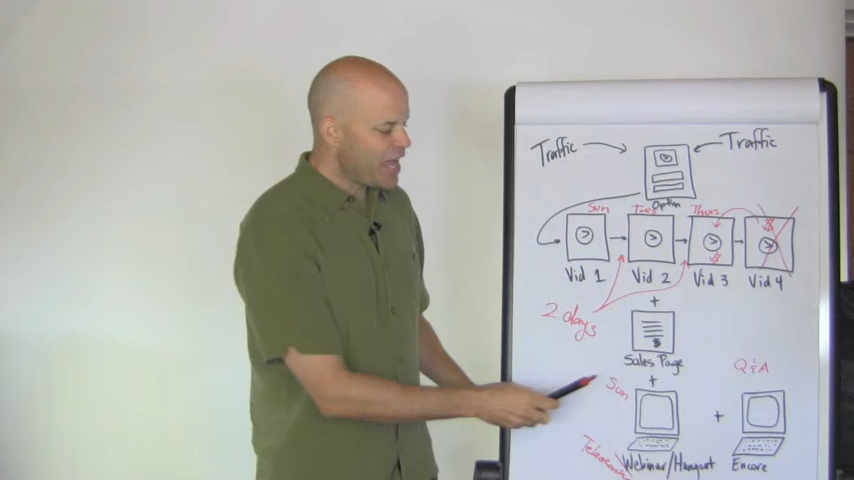 Traffic
Traffic
Optin
Sun
Tues
Thurs
$
$
Vid 1
Vid 2
Vid 3
Vid 4
2 days
+
$
Sales Page
Q&A
+
Sun
+
Webinar/Hangout
Encore